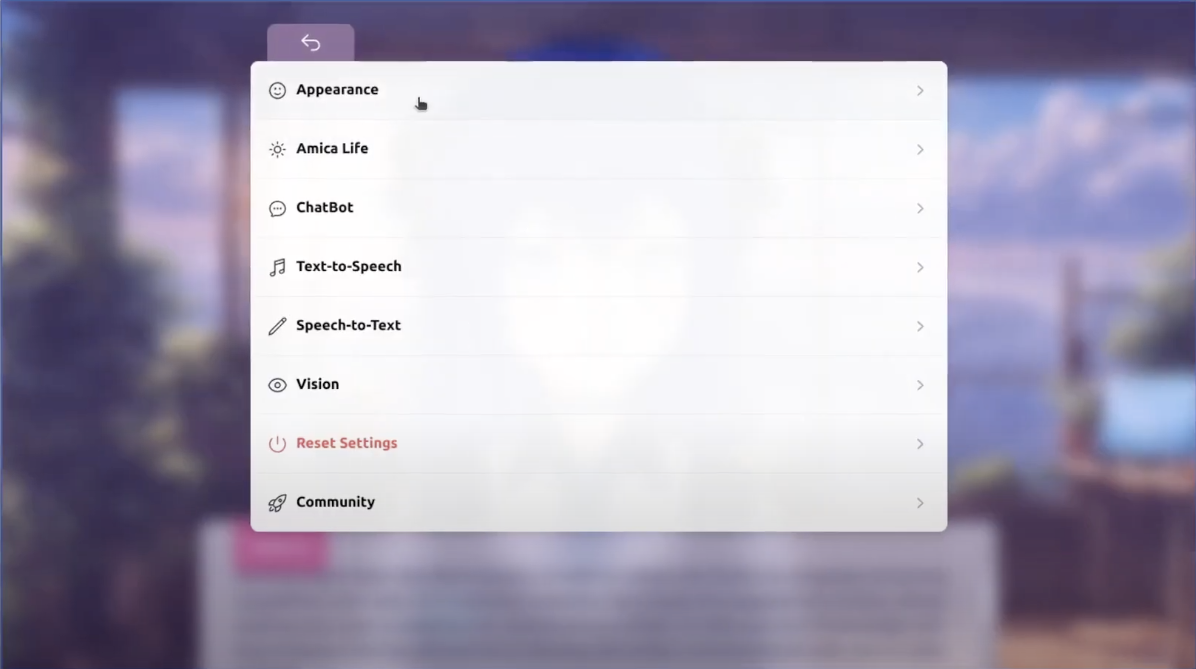 Appearance
Amica Life
ChatBot
Text-to-Speech
Speech-to-Text
Vision
Reset Settings
Community